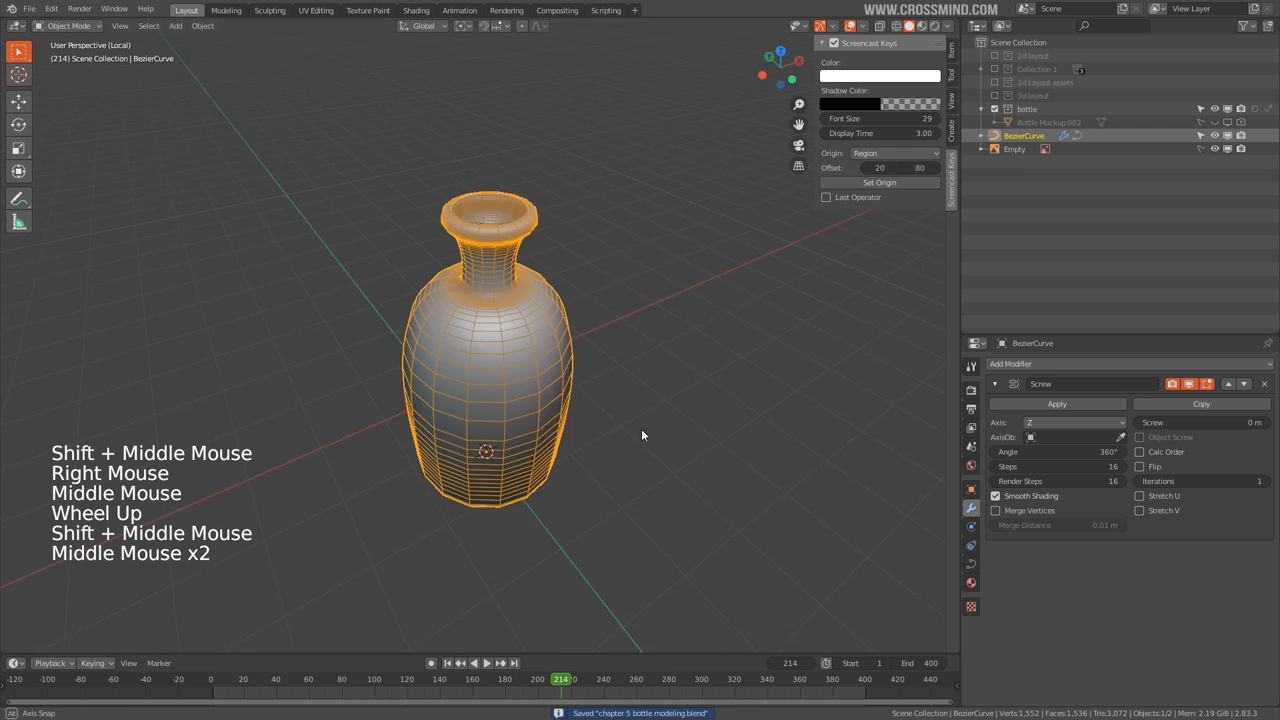 File Edit Render Window Help Layout Modeling Sculpting UV Editing Texture Paint Shading Animation Rendering Compositing Scripting +
WWW.CROSSMIND.COM
Scene
View Layer
Object Mode View Select Add Object
Global
User Perspective (Local)
(214) Scene Collection | BezierCurve
Z
X
Screencast Keys
Color:
Shadow Color:
Font Size 29
Display Time 3.00
Origin: Region
Offset: 20 80
Set Origin
Last Operator
Item
Tool
View
Create
Screencast Keys
Scene Collection
2d layout
Collection 1
3d Layout assets
3d layout
bottle
Bottle Mockup.002
BezierCurve
Empty
BezierCurve
Add Modifier
Screw
Apply Copy
Axis: Z Screw 0 m
AxisOb: Object Screw
Angle 360° Calc Order
Steps 16 Flip
Render Steps 16 Iterations 1
Smooth Shading Stretch U
Merge Vertices Stretch V
Merge Distance 0.01 m
Shift + Middle Mouse
Right Mouse
Middle Mouse
Wheel Up
Shift + Middle Mouse
Middle Mouse x2
Playback Keying View Marker
214 Start 1 End 400
-120 -100 -80 -60 -40 -20 0 20 40 60 80 100 120 140 160 180 200 214 220 240 260 280 300 320 340 360 380 400 420 440
Alt Axis Snap
Saved "chapter 5 bottle modeling.blend"
Scene Collection | BezierCurve | Verts:1,552 | Faces:1,536 | Tris:3,072 | Objects:1/2 | Mem: 2.19 GiB | 2.83.3